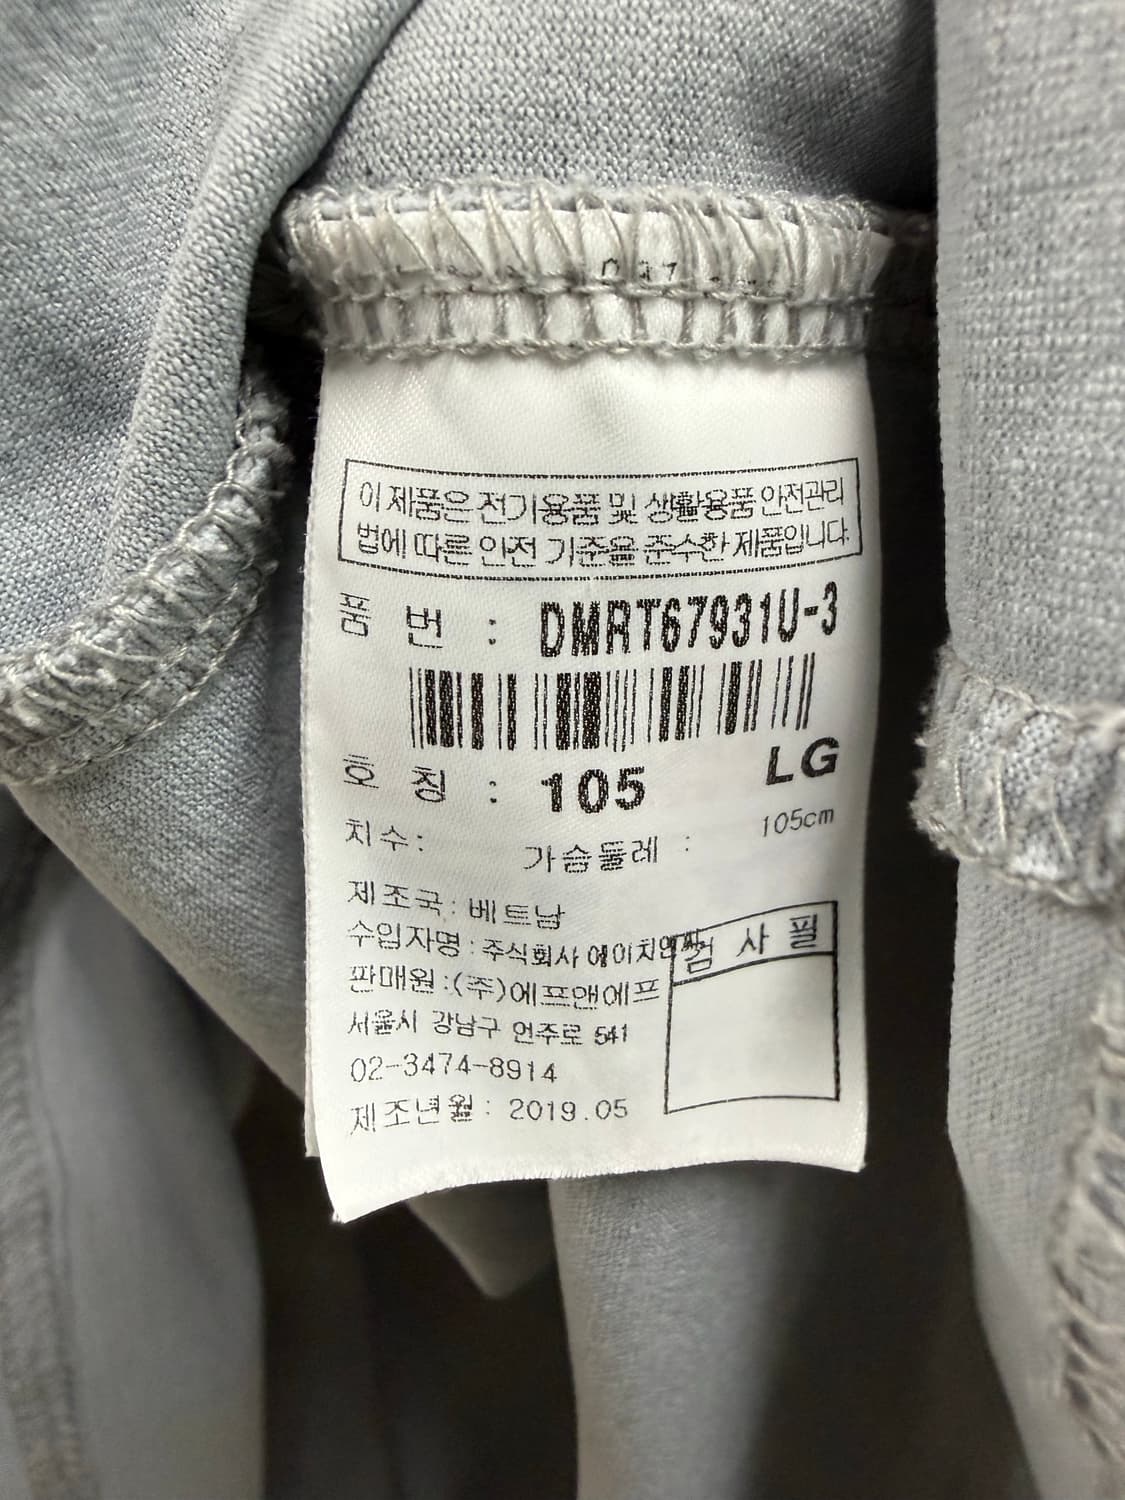 이 제품은 전기용품 및 생활용품 안전관리
법에 따른 안전 기준을 준수한 제품입니다.
품 번 : DMRT67931U-3
호 칭 : 105 LG
치수: 가슴둘레 : 105cm
제조국: 베트남
수입자명 : 주식회사 에이치앤
검 사 필
판매원:(주)에프앤에프
서울시 강남구 언주로 541
02-3474-8914
제조년월: 2019.05